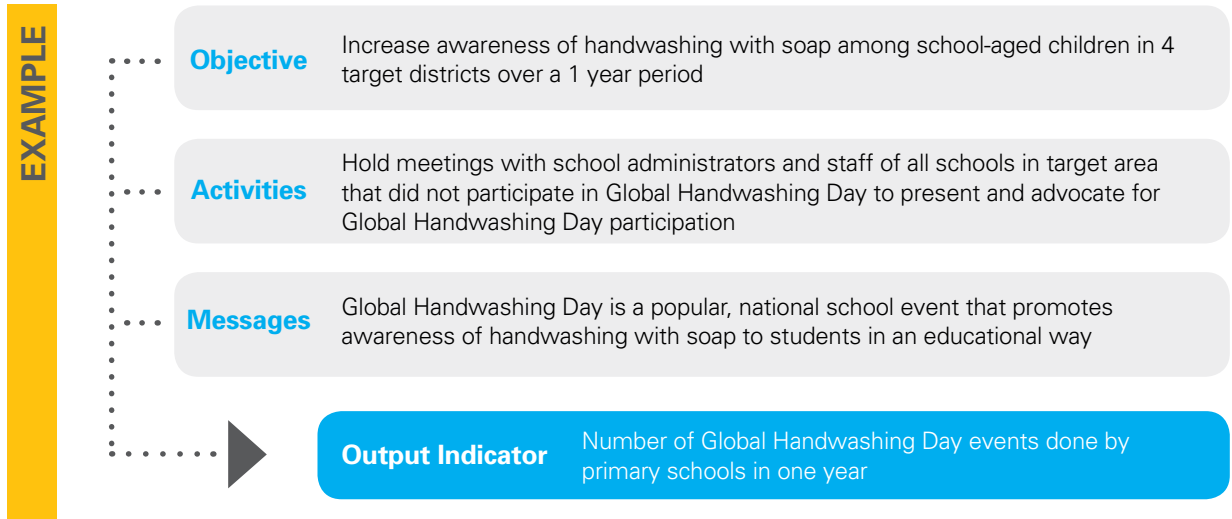 EXAMPLE
Objective
Increase awareness of handwashing with soap among school-aged children in 4
target districts over a 1 year period
Activities
Hold meetings with school administrators and staff of all schools in target area
that did not participate in Global Handwashing Day to present and advocate for
Global Handwashing Day participation
Messages
Global Handwashing Day is a popular, national school event that promotes
awareness of handwashing with soap to students in an educational way
Output Indicator
Number of Global Handwashing Day events done by
primary schools in one year